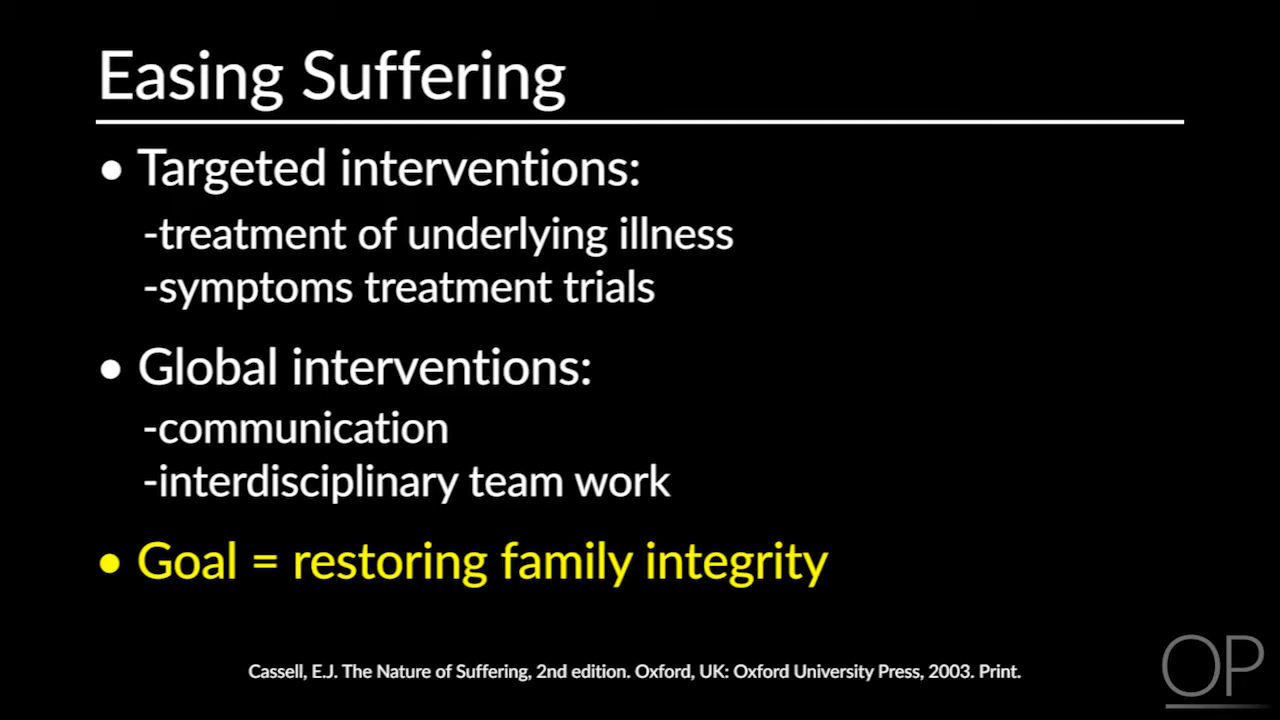 Easing Suffering
• Targeted interventions:
-treatment of underlying illness
-symptoms treatment trials
• Global interventions:
-communication
-interdisciplinary team work
• Goal = restoring family integrity
Cassell, E.J. The Nature of Suffering, 2nd edition. Oxford, UK: Oxford University Press, 2003. Print.
OP